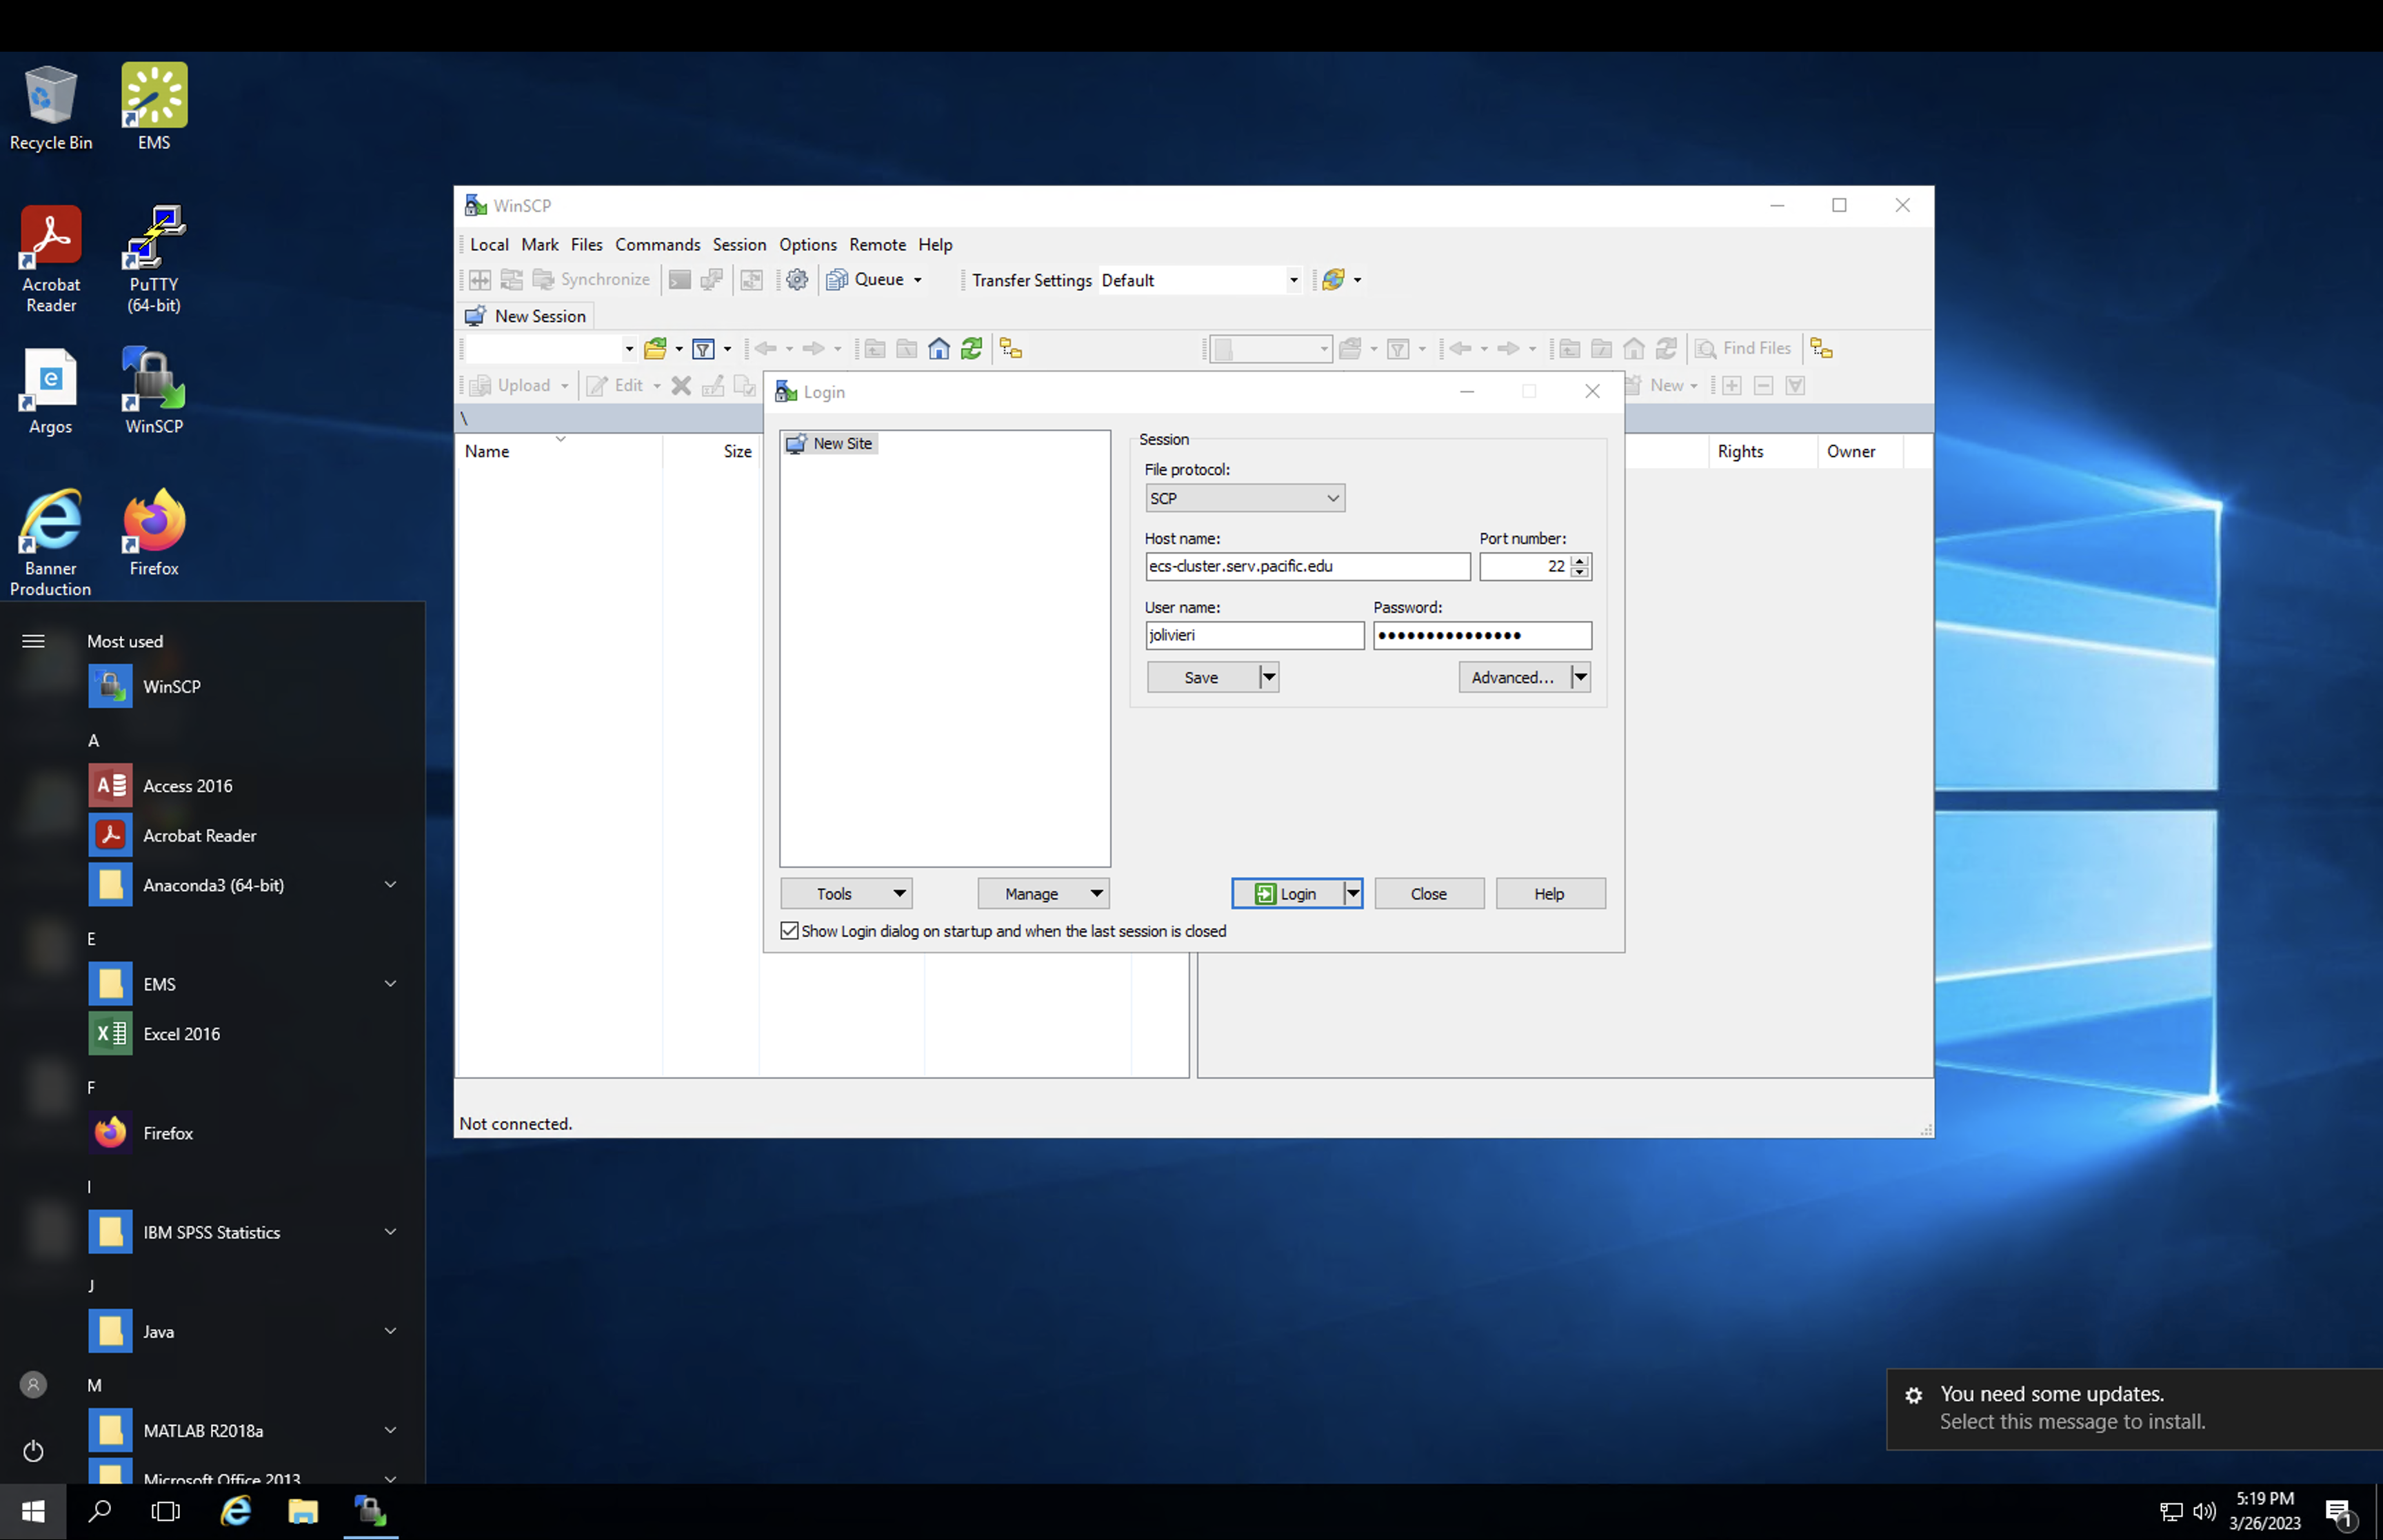 Recycle Bin
EMS
Acrobat
Reader
PuTTY
(64-bit)
Argos
WinSCP
Banner
Production
Firefox
WinSCP
Local Mark Files Commands Session Options Remote Help
Synchronize
Queue
Transfer Settings Default
New Session
Find Files
Upload
Edit
New
\
Name
Size
Rights
Owner
Login
New Site
Session
File protocol:
SCP
Host name:
Port number:
ecs-cluster.serv.pacific.edu
22
User name:
Password:
jolivieri
Save
Advanced...
Tools
Manage
Login
Close
Help
Show Login dialog on startup and when the last session is closed
Not connected.
Most used
WinSCP
A
Access 2016
Acrobat Reader
Anaconda3 (64-bit)
E
EMS
Excel 2016
F
Firefox
I
IBM SPSS Statistics
J
Java
M
MATLAB R2018a
Microsoft Office 2013
You need some updates.
Select this message to install.
5:19 PM
3/26/2023
1